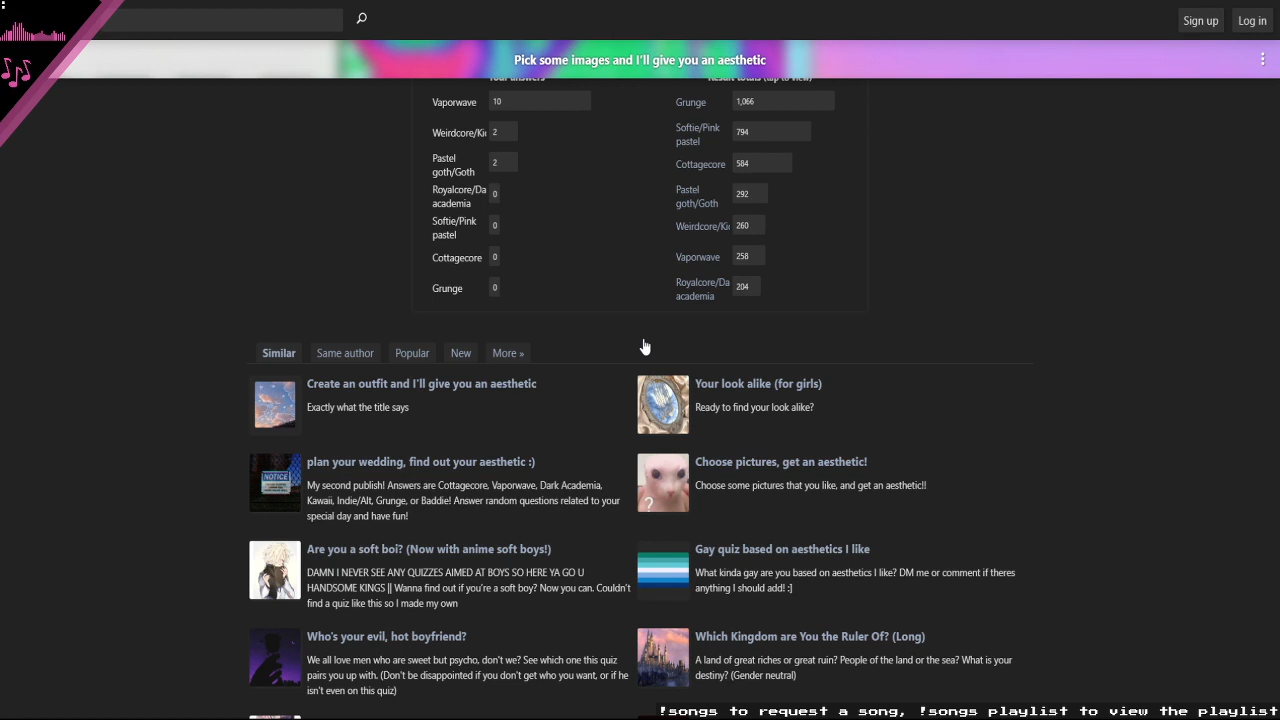 Sign up
Log in
Pick some images and I'll give you an aesthetic
Your answers
Vaporwave 10
Weirdcore/Kid 2
Pastel
goth/Goth 2
Royalcore/Da
academia 0
Softie/Pink
pastel 0
Cottagecore 0
Grunge 0
Result totals (tap to view)
Grunge 1,066
Softie/Pink
pastel 794
Cottagecore 584
Pastel
goth/Goth 292
Weirdcore/Kid 260
Vaporwave 258
Royalcore/Da
academia 204
Similar Same author Popular New More »
Create an outfit and I'll give you an aesthetic
Exactly what the title says
Your look alike (for girls)
Ready to find your look alike?
NOTICE
plan your wedding, find out your aesthetic :)
My second publish! Answers are Cottagecore, Vaporwave, Dark Academia,
Kawaii, Indie/Alt, Grunge, or Baddie! Answer random questions related to your
special day and have fun!
?
Choose pictures, get an aesthetic!
Choose some pictures that you like, and get an aesthetic!!
Are you a soft boi? (Now with anime soft boys!)
DAMN I NEVER SEE ANY QUIZZES AIMED AT BOYS SO HERE YA GO U
HANDSOME KINGS || Wanna find out if you're a soft boy? Now you can. Couldn't
find a quiz like this so I made my own
Gay quiz based on aesthetics I like
What kinda gay are you based on aesthetics I like? DM me or comment if theres
anything I should add! :]
Who's your evil, hot boyfriend?
We all love men who are sweet but psycho, don't we? See which one this quiz
pairs you up with. (Don't be disappointed if you don't get who you want, or if he
isn't even on this quiz)
Which Kingdom are You the Ruler Of? (Long)
A land of great riches or great ruin? People of the land or the sea? What is your
destiny? (Gender neutral)
!songs to request a song, !songs playlist to view the playlist